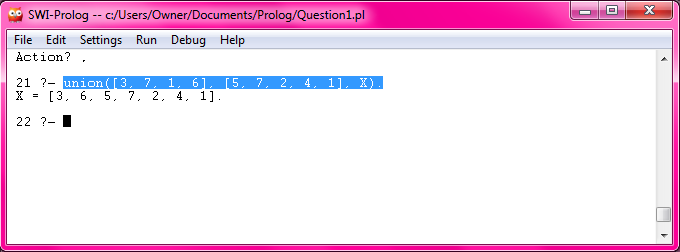 SWI-Prolog -- c:/Users/Owner/Documents/Prolog/Question1.pl
File Edit Settings Run Debug Help
Action? .
21 ?- union([3, 7, 1, 6], [5, 7, 2, 4, 1], X).
X = [3, 6, 5, 7, 2, 4, 1].
22 ?-